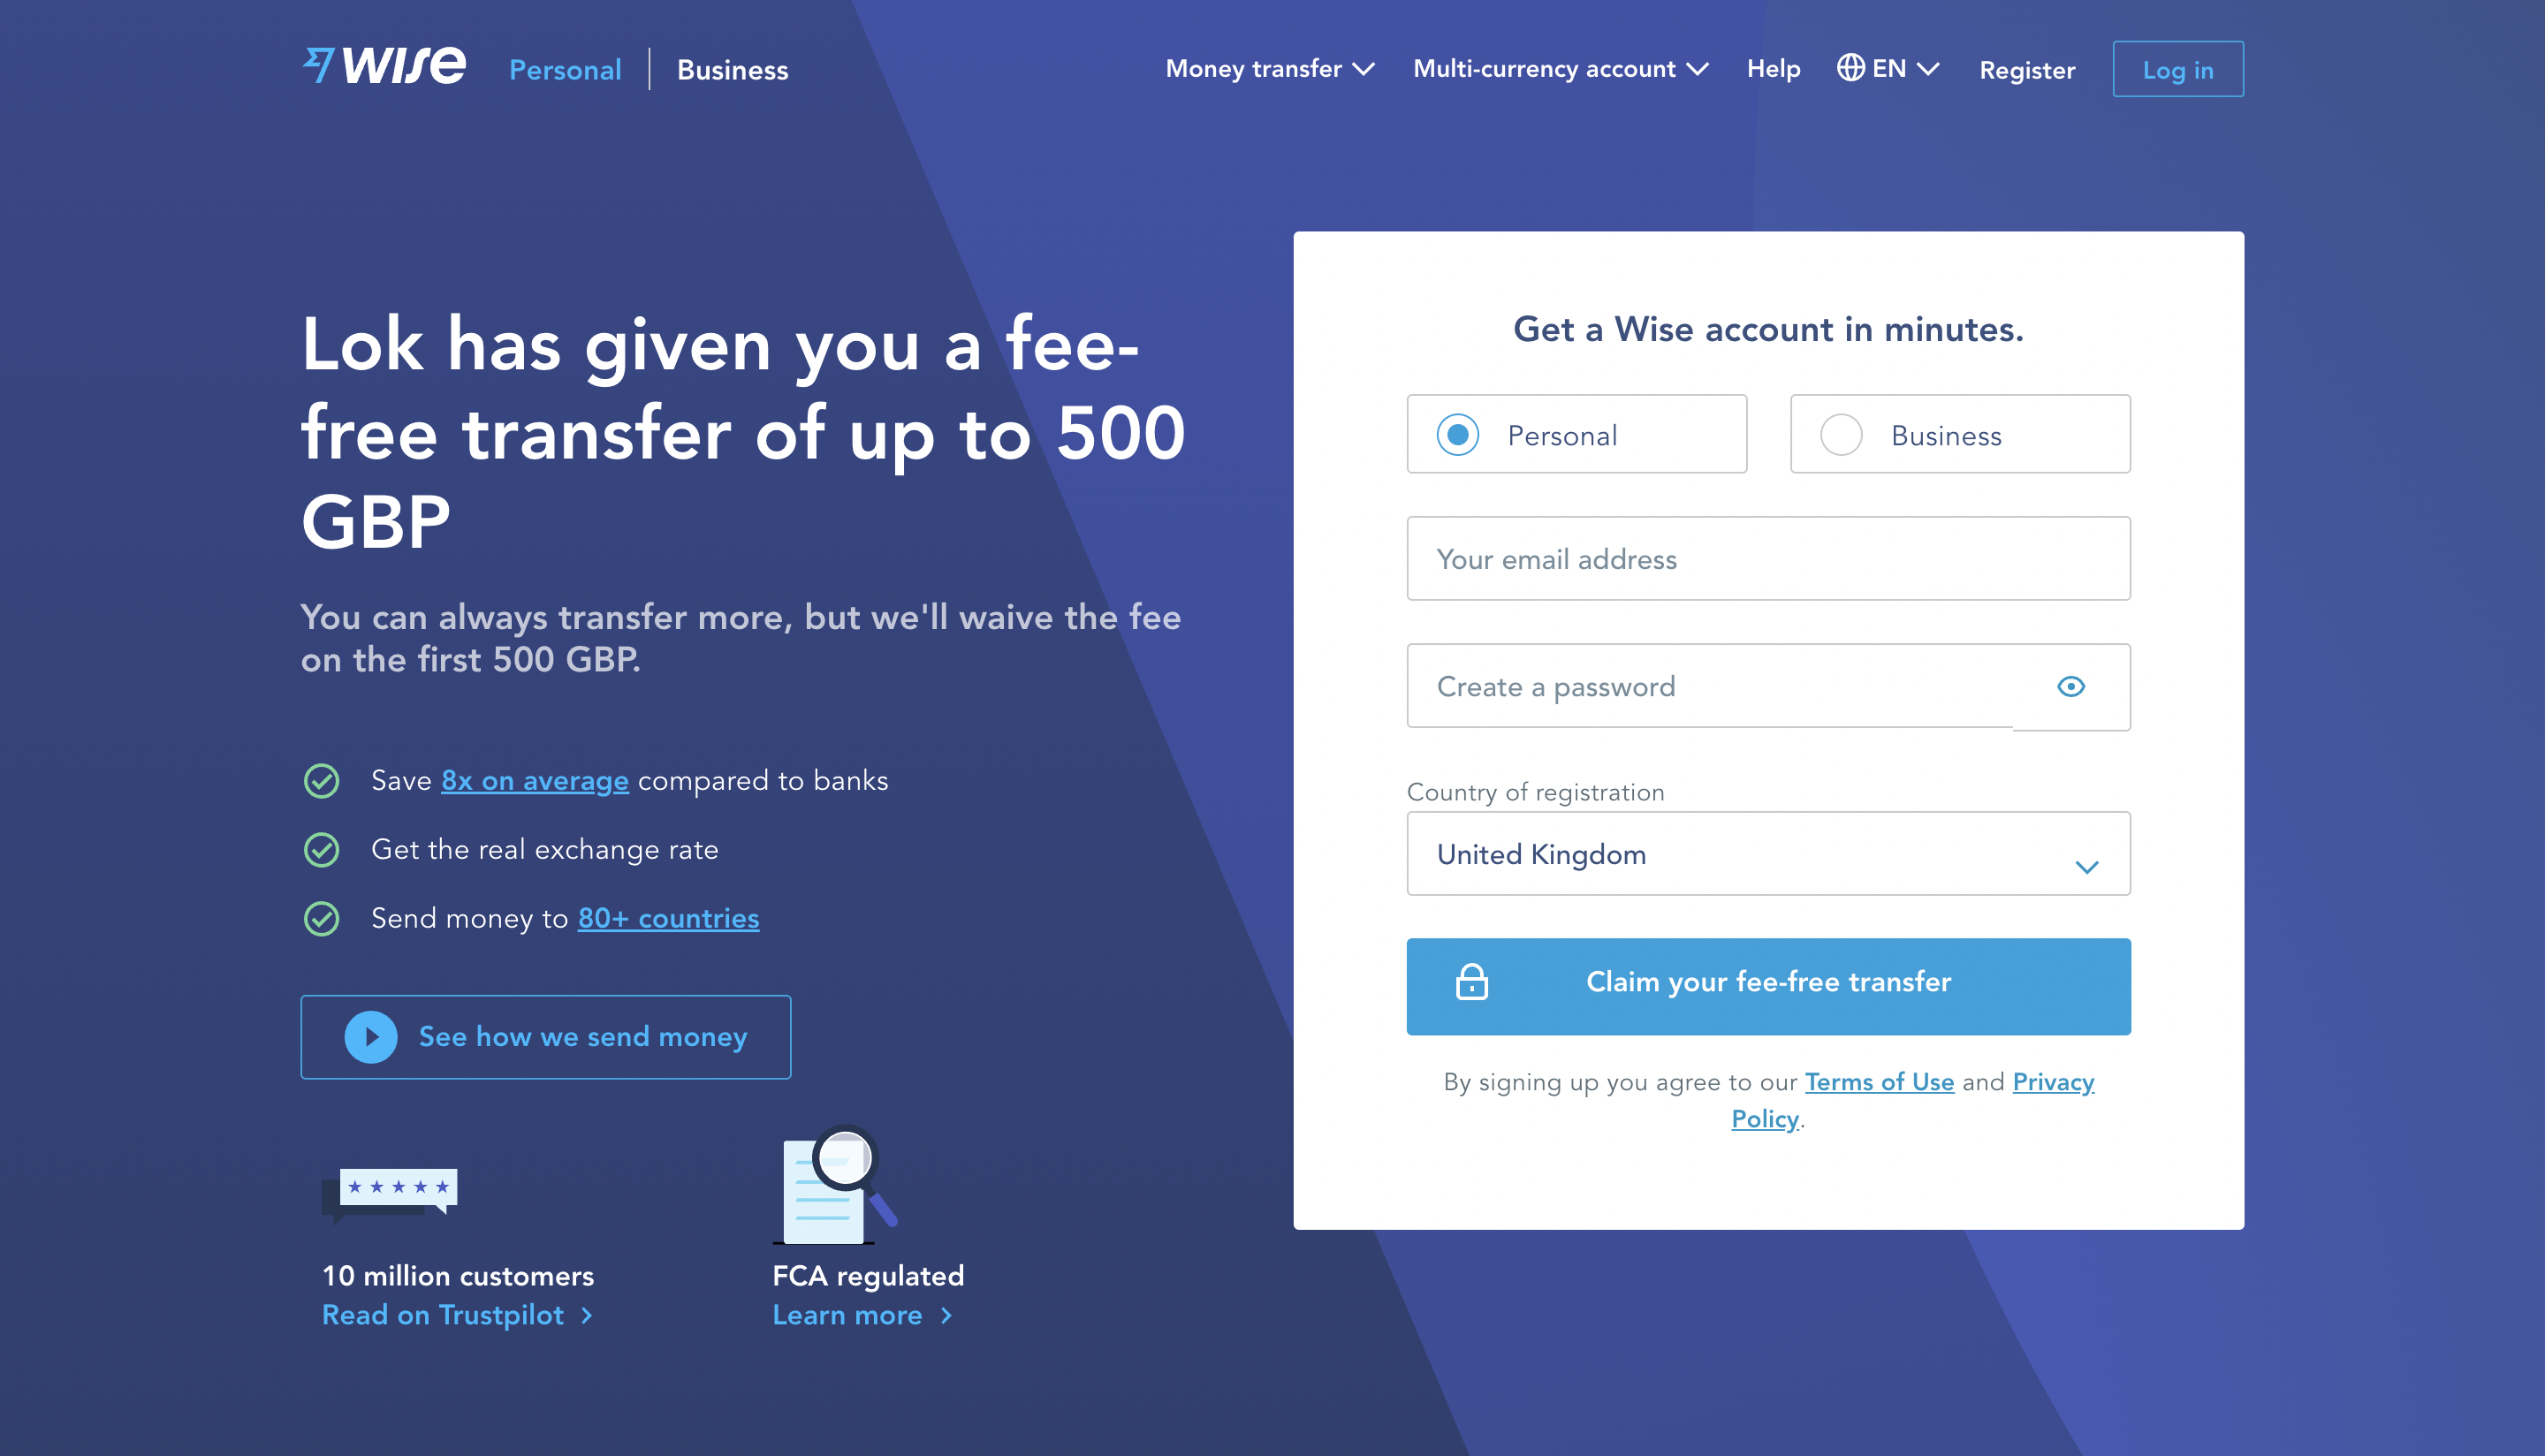 wise
Personal
Business
Money transfer
Multi-currency account
Help
EN
Register
Log in
Lok has given you a fee-
free transfer of up to 500
GBP
You can always transfer more, but we'll waive the fee
on the first 500 GBP.
Save 8x on average compared to banks
Get the real exchange rate
Send money to 80+ countries
See how we send money
10 million customers
Read on Trustpilot
FCA regulated
Learn more
Get a Wise account in minutes.
Personal
Business
Your email address
Create a password
Country of registration
United Kingdom
Claim your fee-free transfer
By signing up you agree to our Terms of Use and Privacy
Policy.